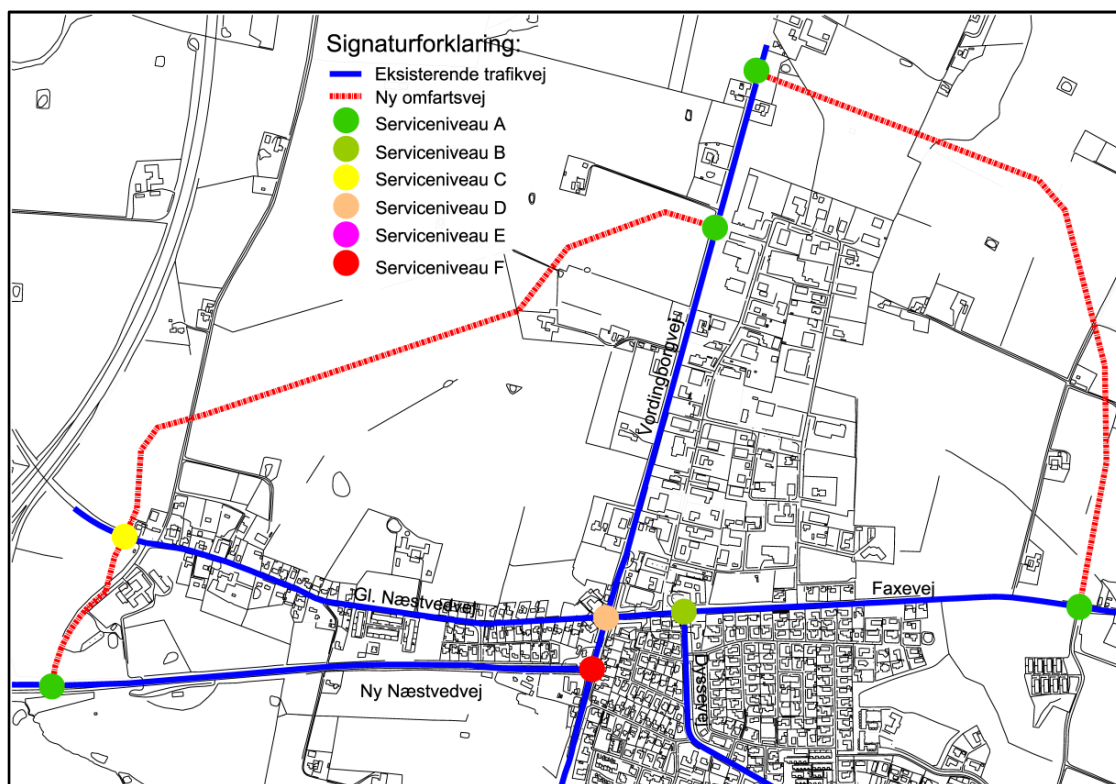 Signaturforklaring:
Eksisterende trafikvej
Ny omfartsvej
Serviceniveau A
Serviceniveau B
Serviceniveau C
Serviceniveau D
Serviceniveau E
Serviceniveau F
Vordingborgvej
Gl. Næstvedvej
Faxevej
Dyssevej
Ny Næstvedvej